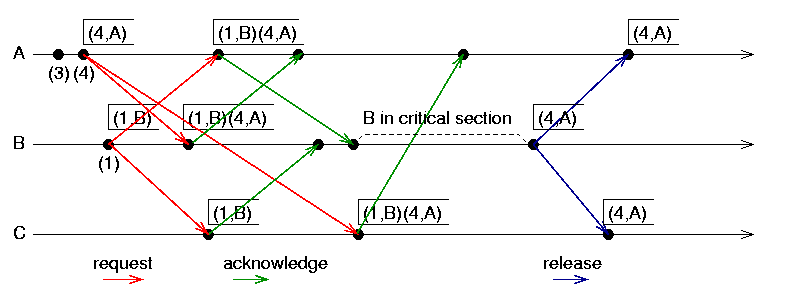 (4,A) (1,B)(4,A) (4,A)
A
(3) (4)
(1,B) (1,B)(4,A) B in critical section (4,A)
B
(1)
(1,B) (1,B)(4,A) (4,A)
C
request acknowledge release